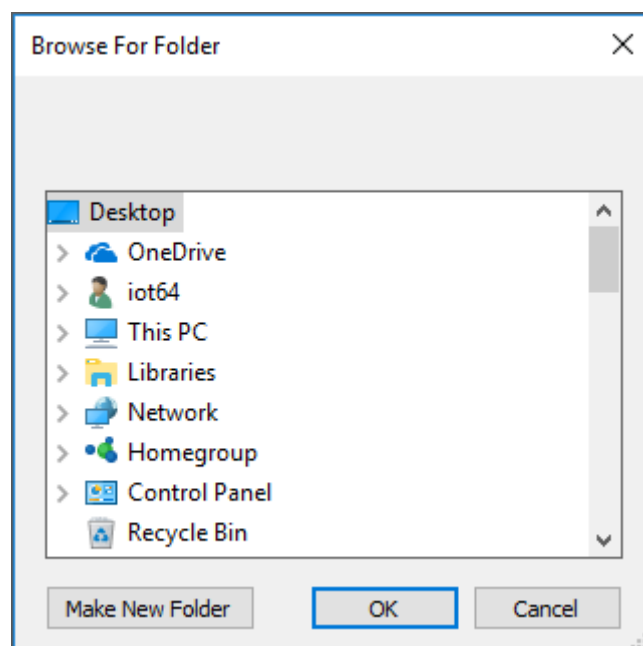 Browse For Folder
Desktop
OneDrive
iot64
This PC
Libraries
Network
Homegroup
Control Panel
Recycle Bin
Make New Folder OK Cancel